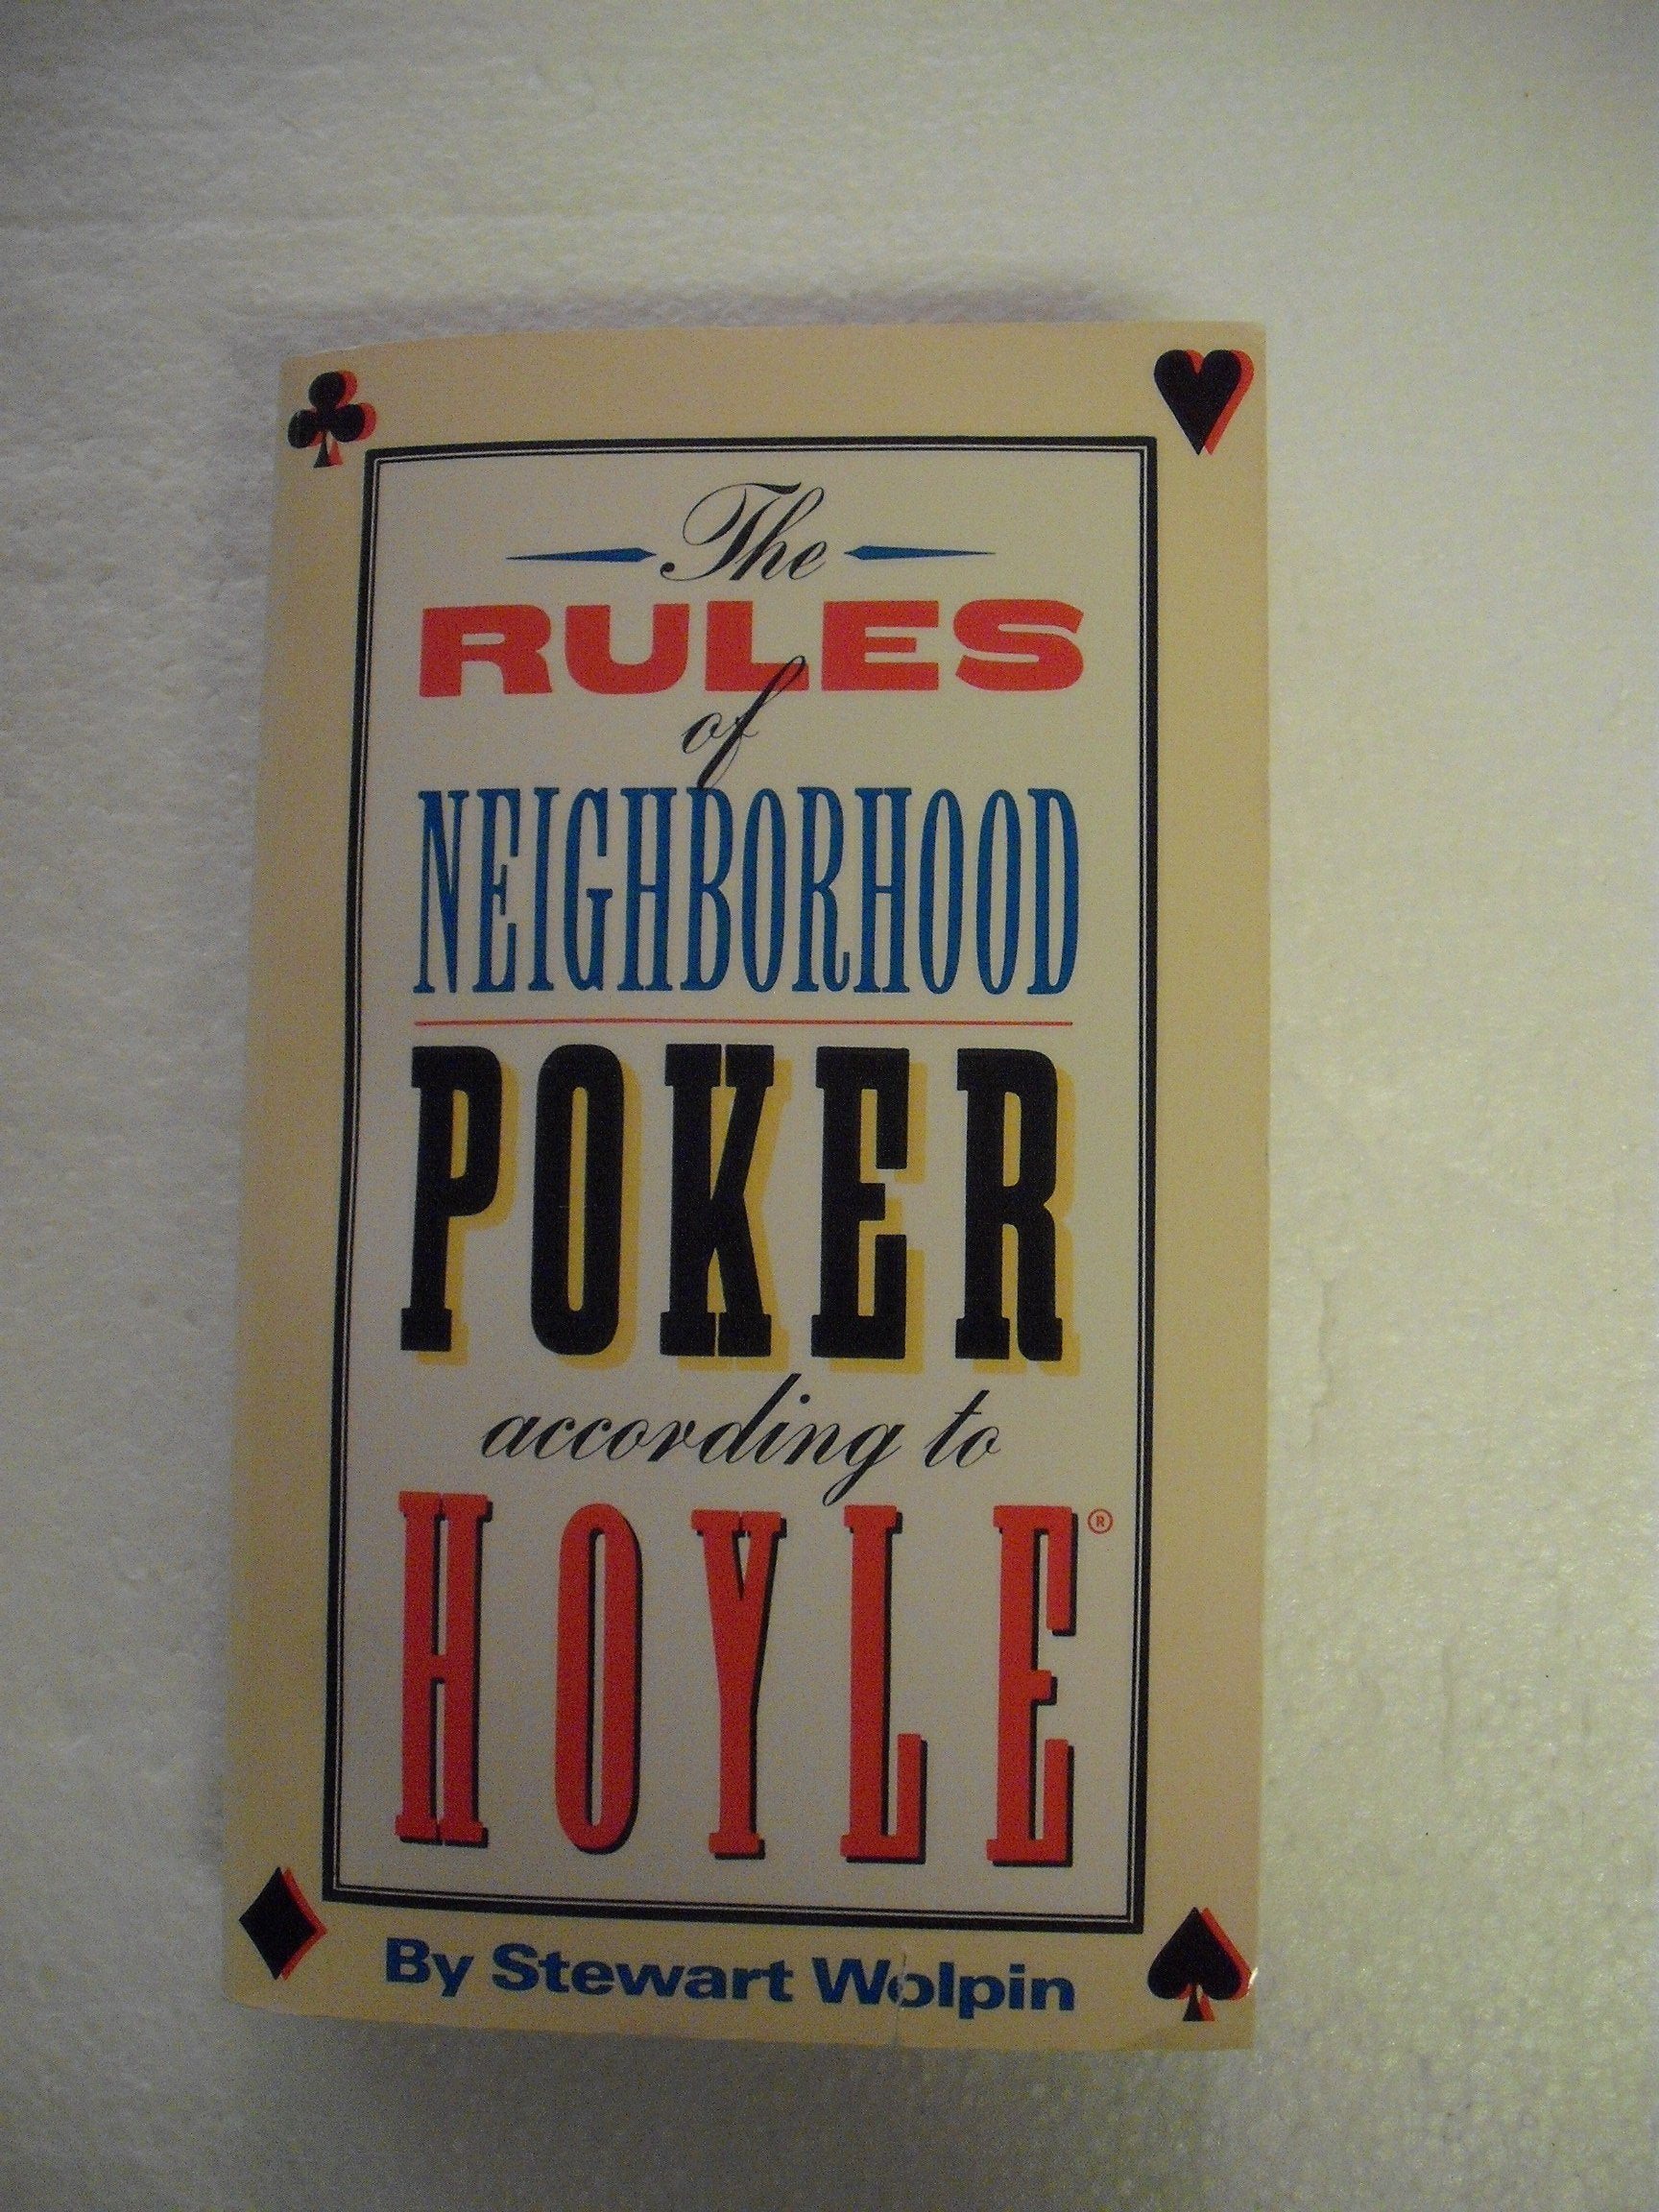 The
RULES
of
NEIGHBORHOOD
POKER
according to
HOYLE®
By Stewart Wolpin